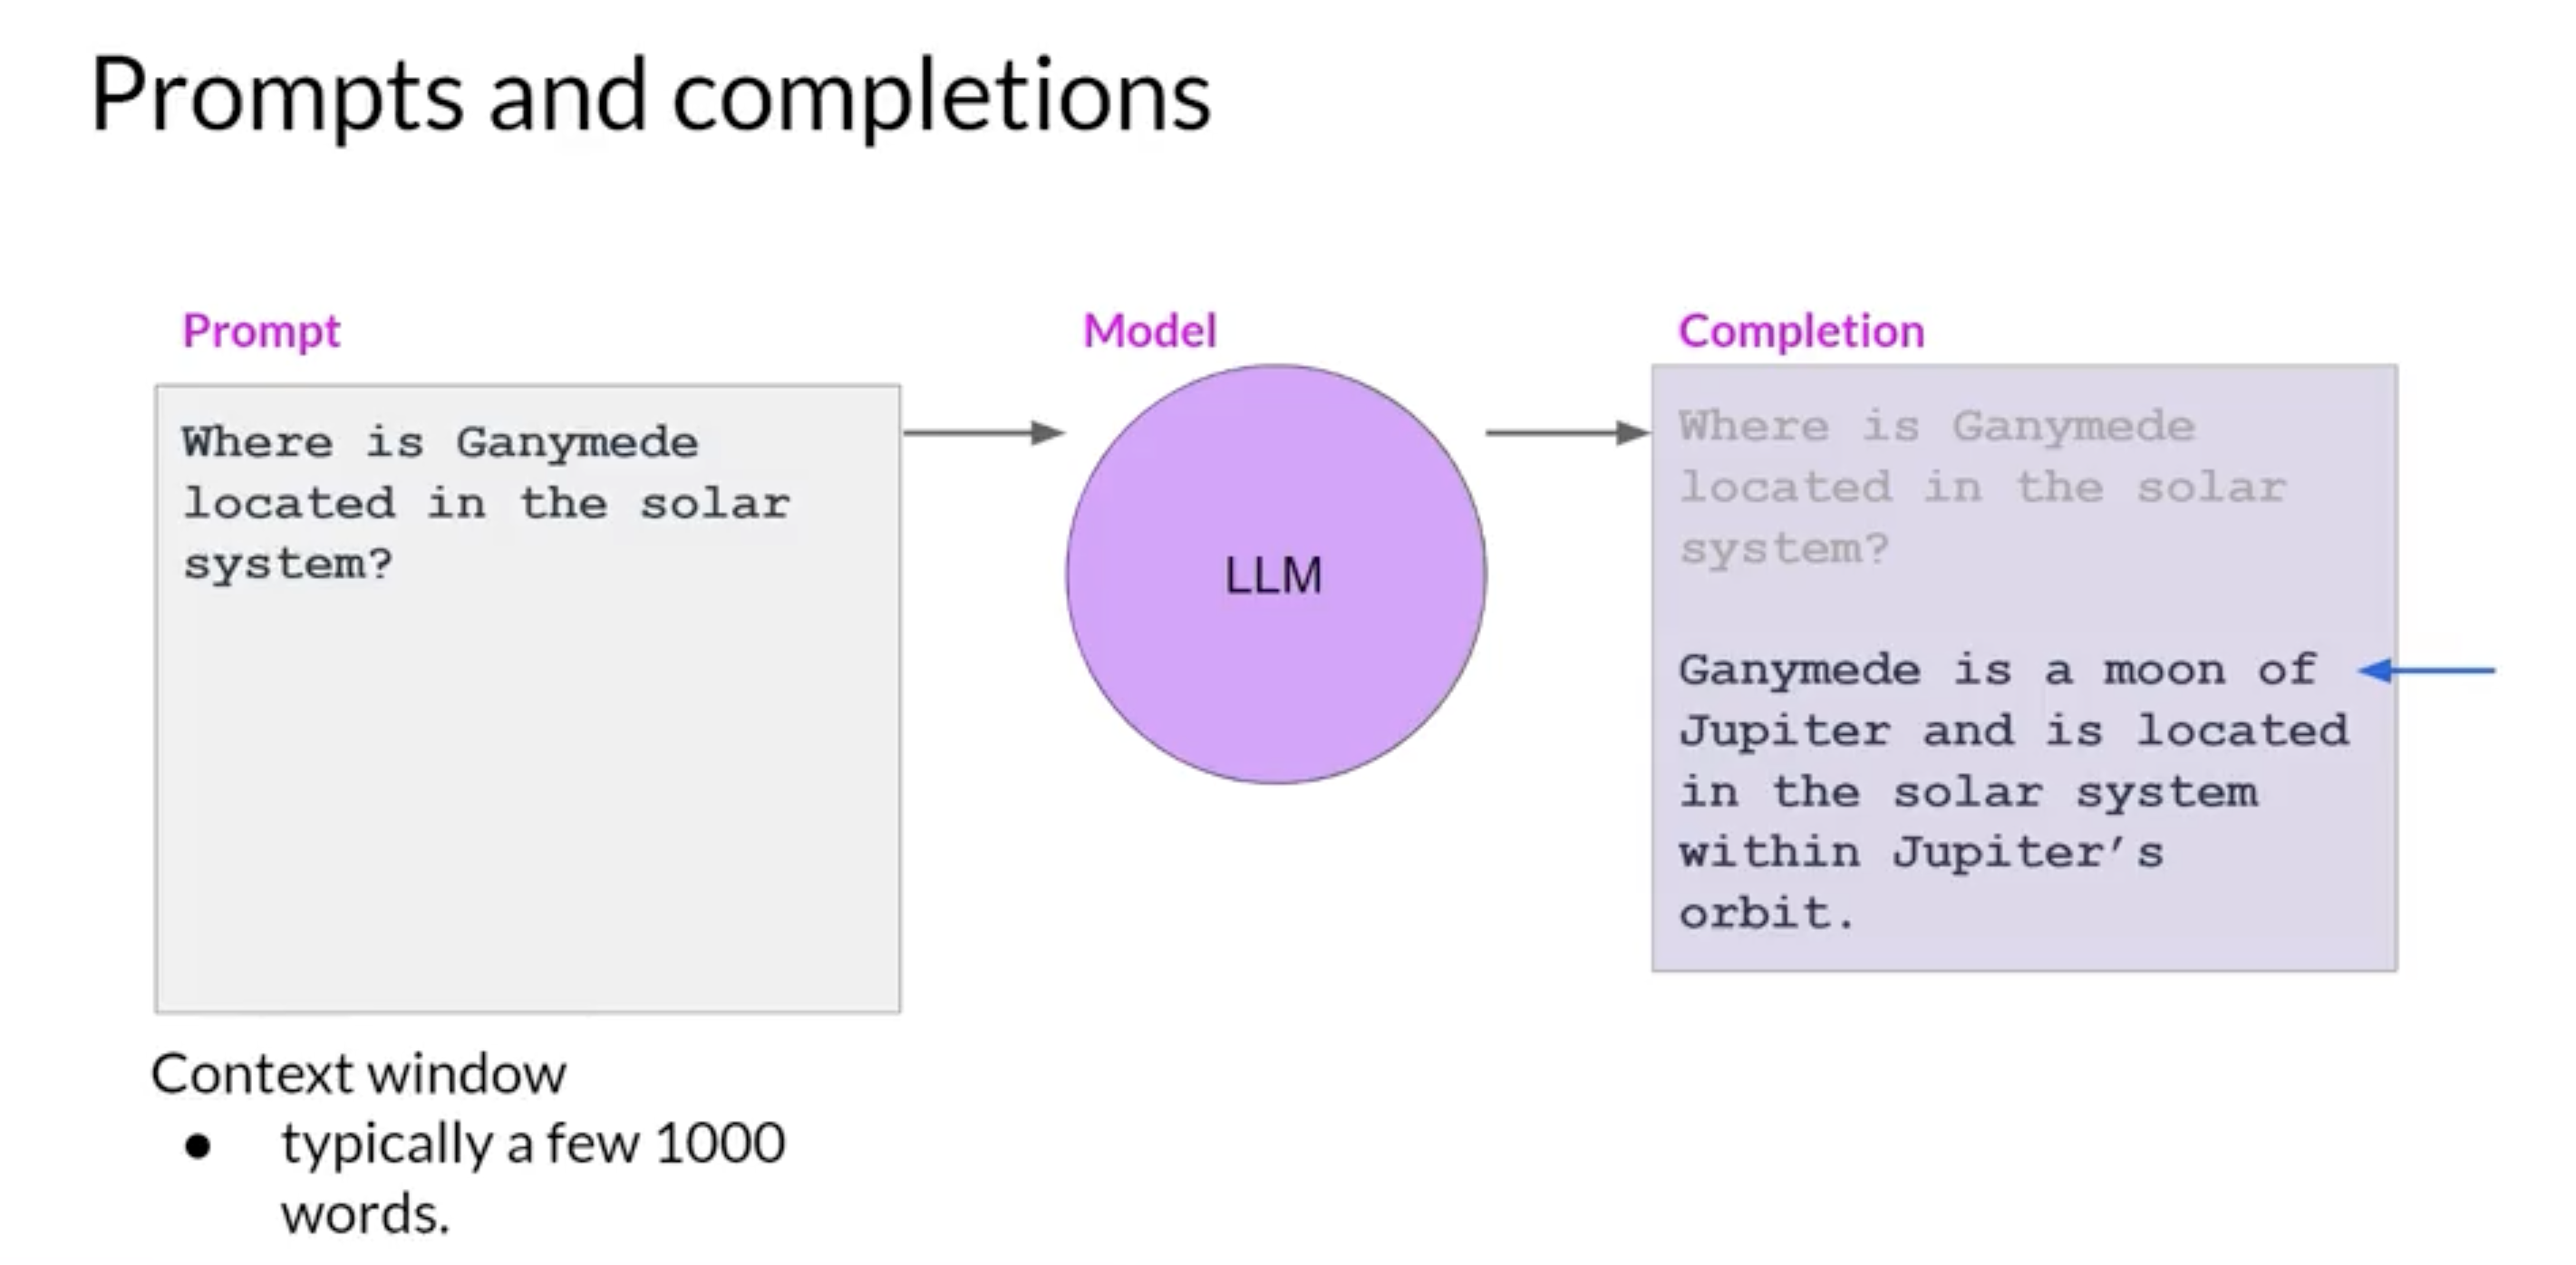 Prompts and completions
Prompt
Where is Ganymede
located in the solar
system?
Context window
● typically a few 1000
words.
Model
LLM
Completion
Where is Ganymede
located in the solar
system?
Ganymede is a moon of
Jupiter and is located
in the solar system
within Jupiter’s
orbit.